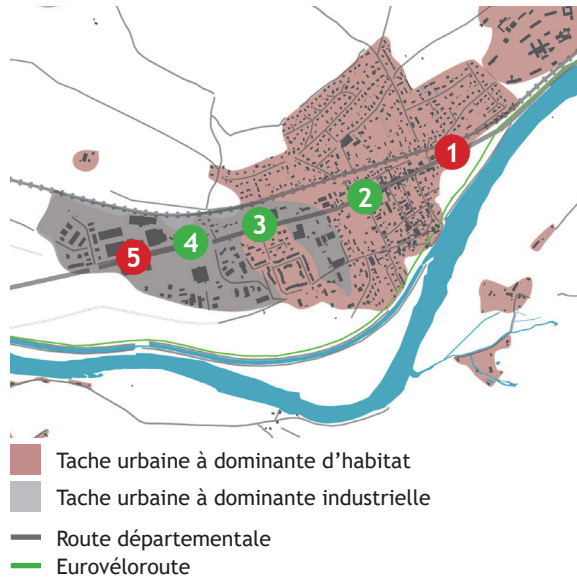 1
2
3
4
5
Tache urbaine à dominante d'habitat
Tache urbaine à dominante industrielle
Route départementale
Eurovéloroute